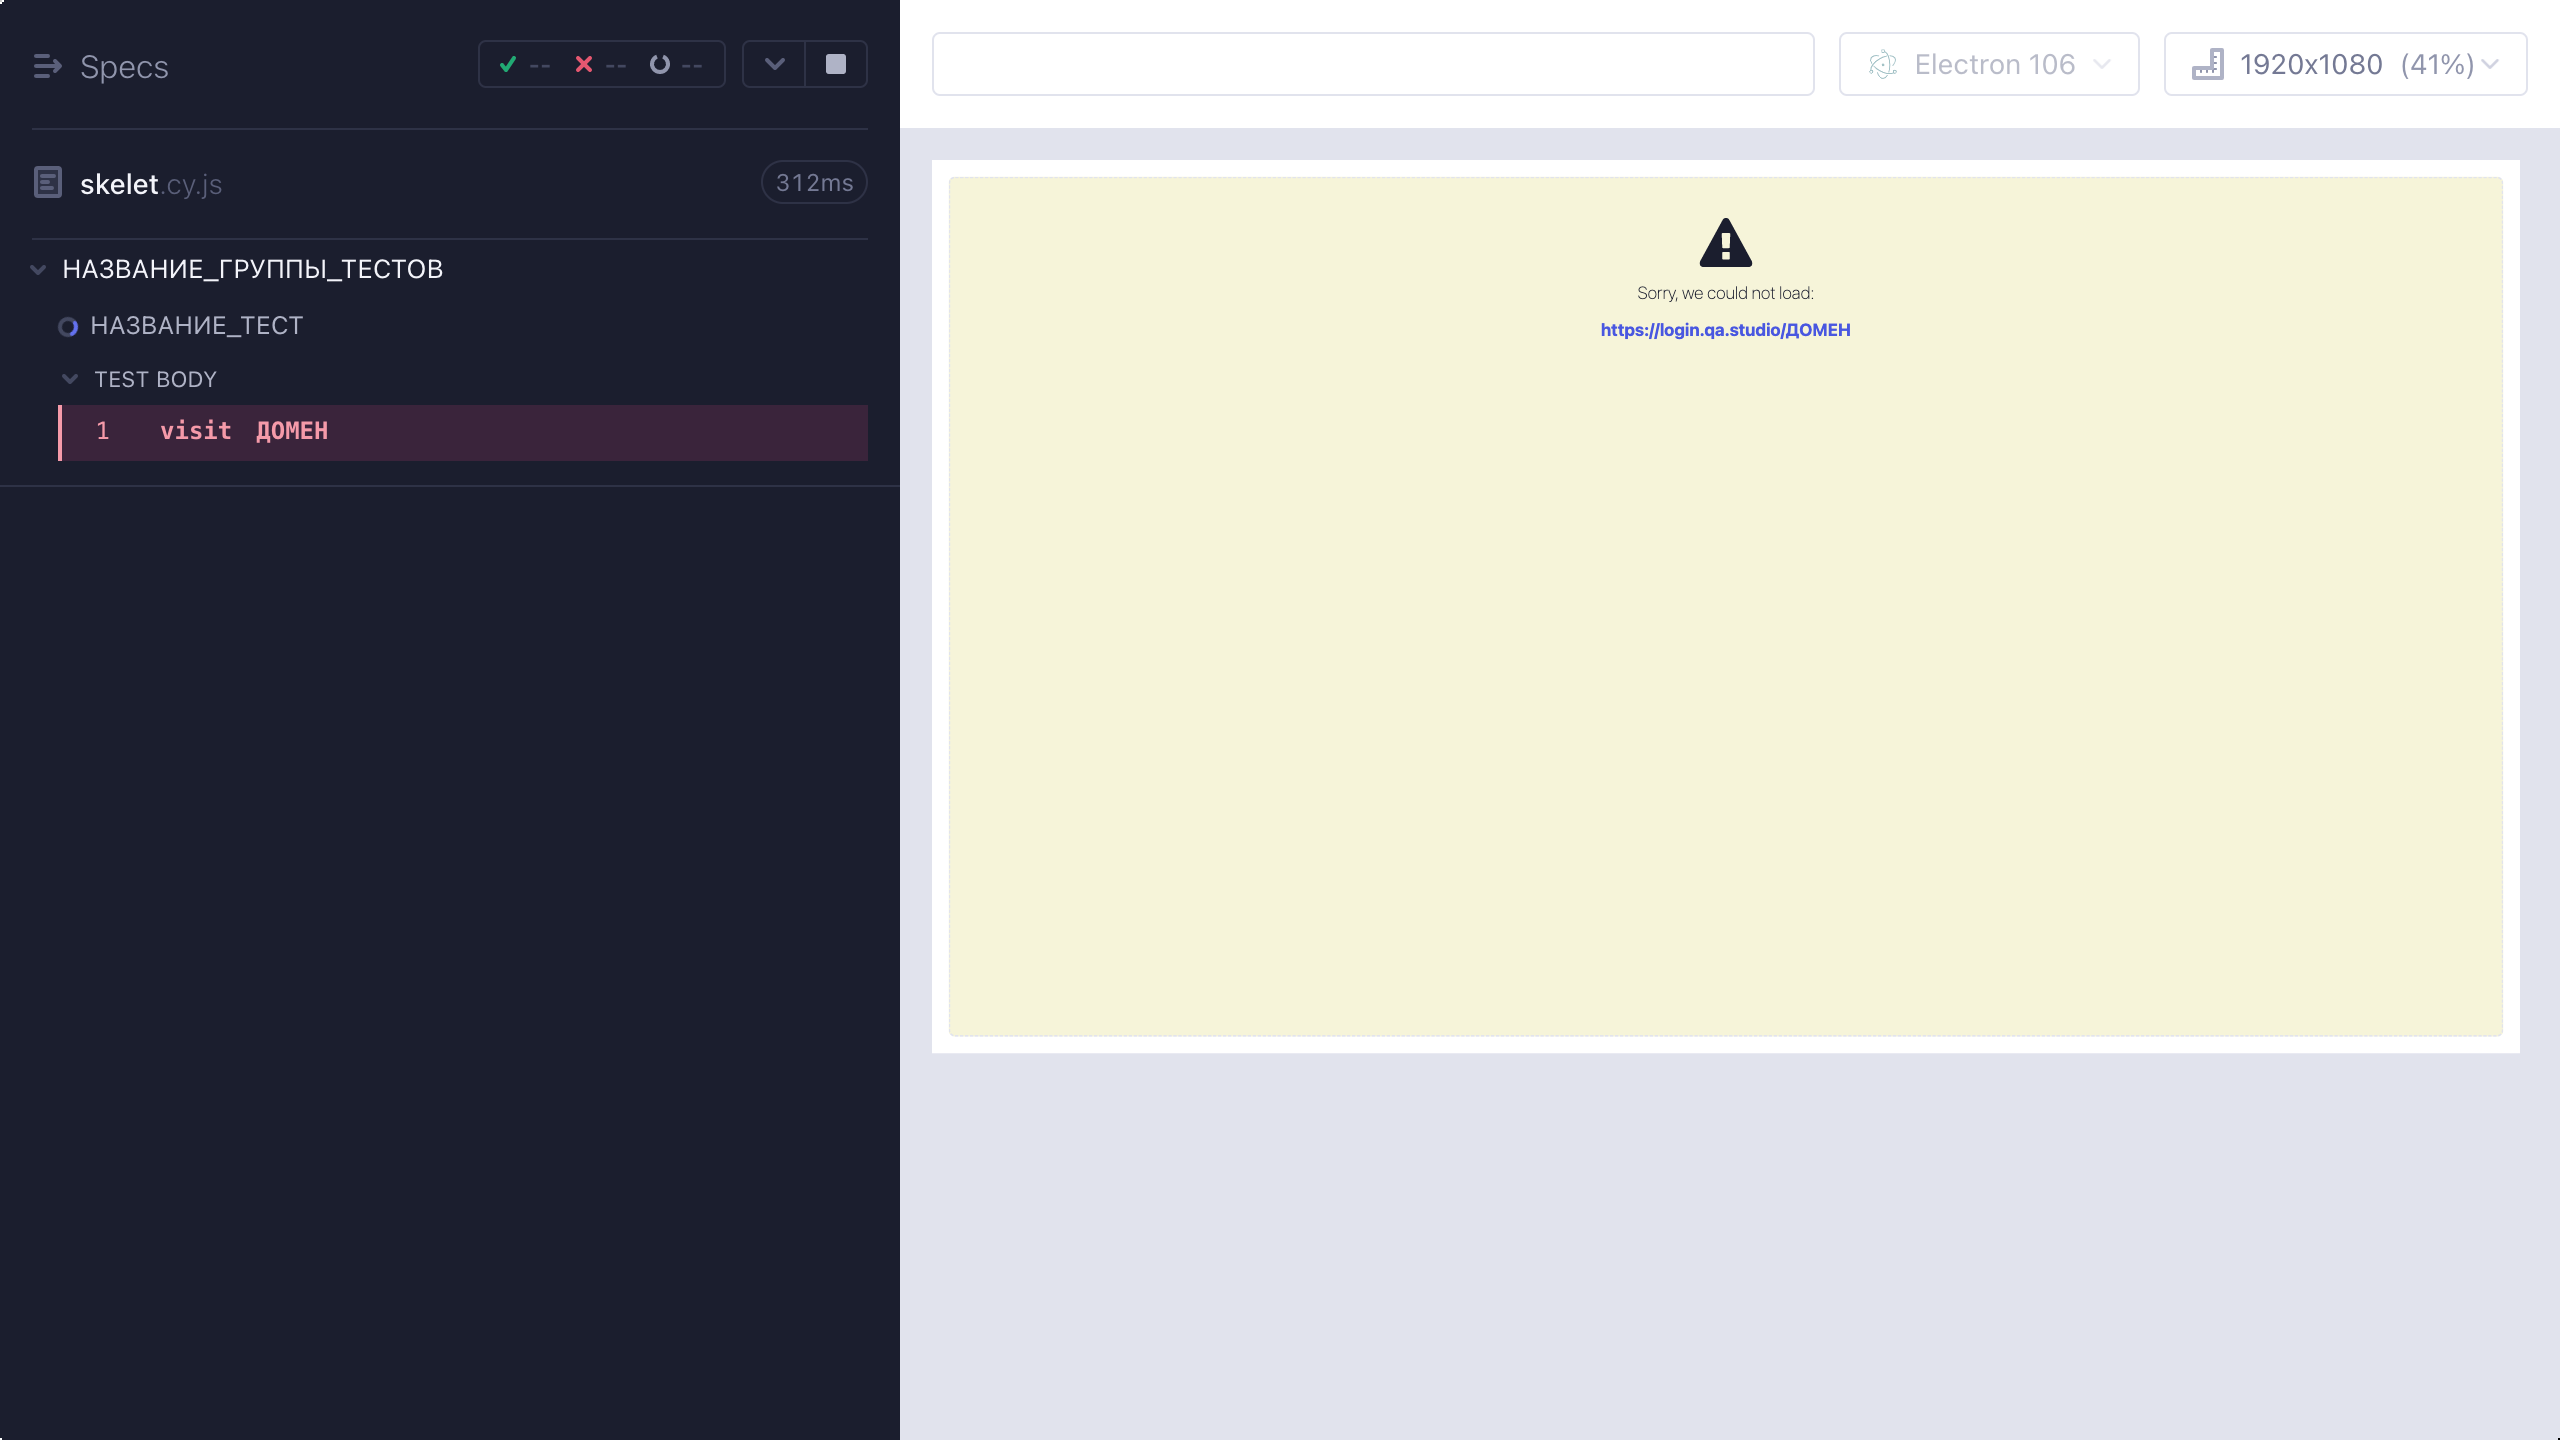 Specs
-- -- --
skelet.cy.js
312ms
НАЗВАНИЕ_ГРУППЫ_ТЕСТОВ
НАЗВАНИЕ_ТЕСТ
TEST BODY
1 visit ДОМЕН
Electron 106
1920x1080 (41%)
Sorry, we could not load:
https://login.qa.studio/ДОМЕН